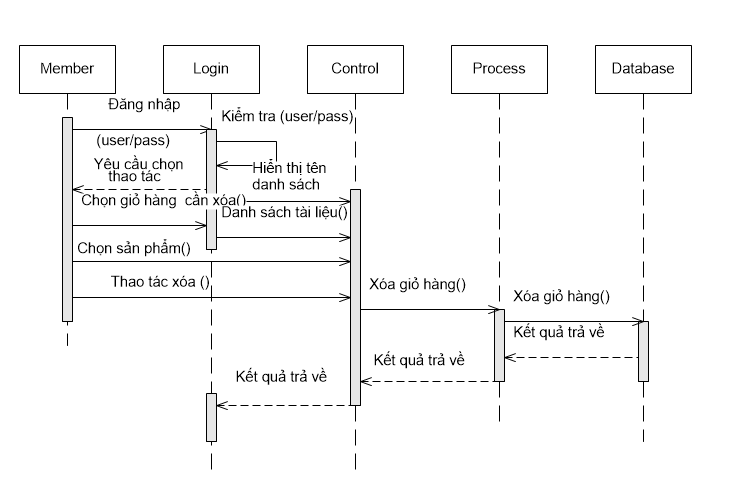 Member
Login
Control
Process
Database
Đăng nhập
Kiểm tra (user/pass)
(user/pass)
Yêu cầu chọn
thao tác
Hiển thị tên
danh sách
Chọn giỏ hàng cần xóa()
Danh sách tài liệu()
Chọn sản phẩm()
Thao tác xóa ()
Xóa giỏ hàng()
Xóa giỏ hàng()
Kết quả trả về
Kết quả trả về
Kết quả trả về